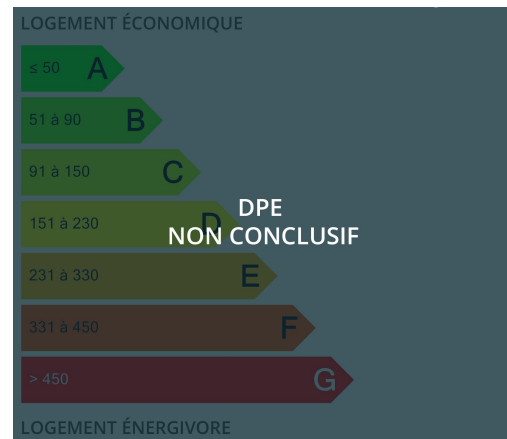 LOGEMENT ÉCONOMIQUE
≤ 50 A
51 à 90 B
91 à 150 C
DPE
151 à 230 D
NON CONCLUSIF
231 à 330 E
331 à 450 F
> 450 G
LOGEMENT ÉNERGIVORE